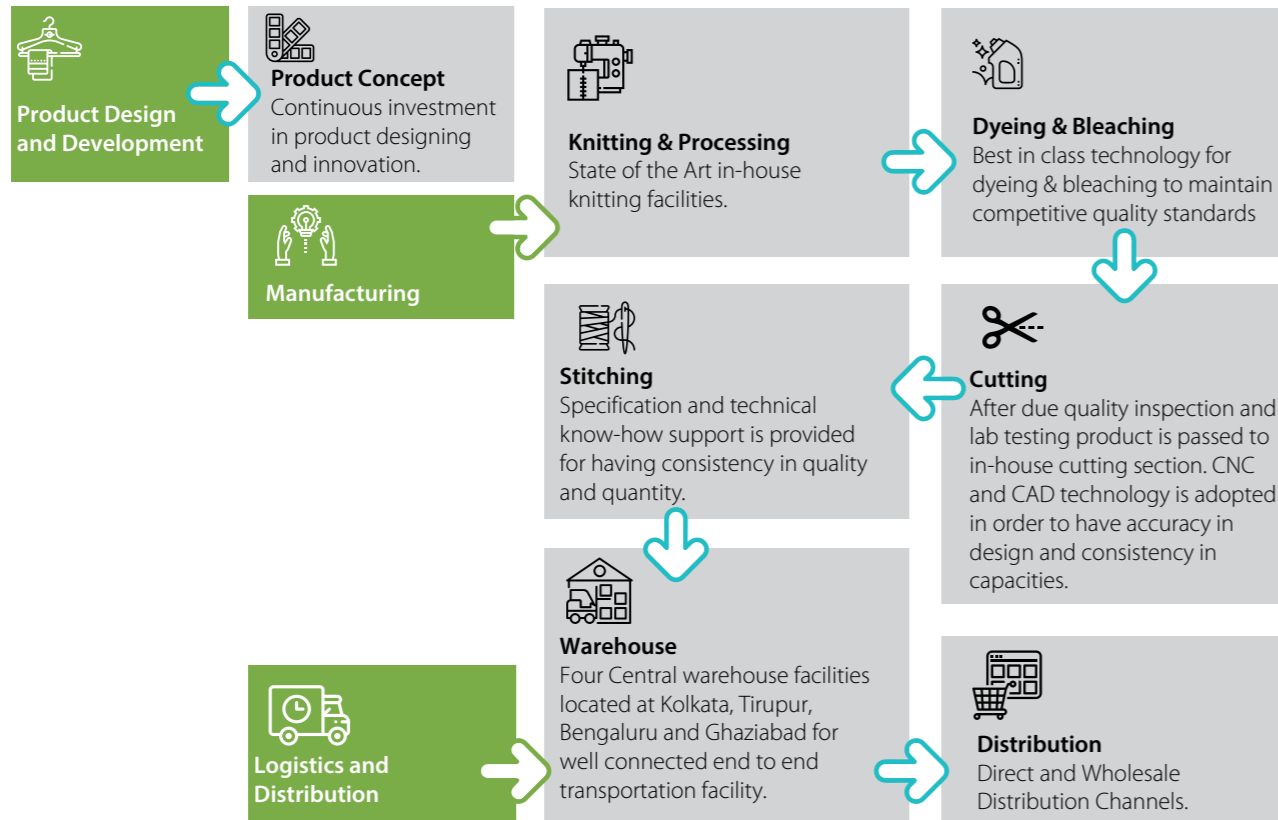 Product Design
and Development
Product Concept
Continuous investment
in product designing
and innovation.
Manufacturing
Knitting & Processing
State of the Art in-house
knitting facilities.
Dyeing & Bleaching
Best in class technology for
dyeing & bleaching to maintain
competitive quality standards
Cutting
After due quality inspection and
lab testing product is passed to
in-house cutting section. CNC
and CAD technology is adopted
in order to have accuracy in
design and consistency in
capacities.
Stitching
Specification and technical
know-how support is provided
for having consistency in quality
and quantity.
Logistics and
Distribution
Warehouse
Four Central warehouse facilities
located at Kolkata, Tirupur,
Bengaluru and Ghaziabad for
well connected end to end
transportation facility.
Distribution
Direct and Wholesale
Distribution Channels.